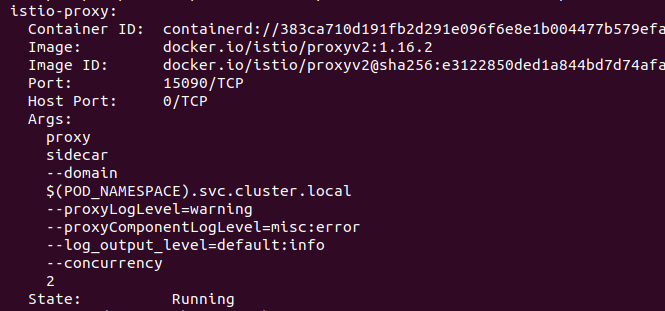 istio-proxy:
Container ID: containerd://383ca710d191fb2d291e096f6e8e1b004477b579efa
Image: docker.io/istio/proxyv2:1.16.2
Image ID: docker.io/istio/proxyv2@sha256:e3122850ded1a844bd7d74afa
Port: 15090/TCP
Host Port: 0/TCP
Args:
proxy
sidecar
--domain
$(POD_NAMESPACE).svc.cluster.local
--proxyLogLevel=warning
--proxyComponentLogLevel=misc:error
--log_output_level=default:info
--concurrency
2
State: Running